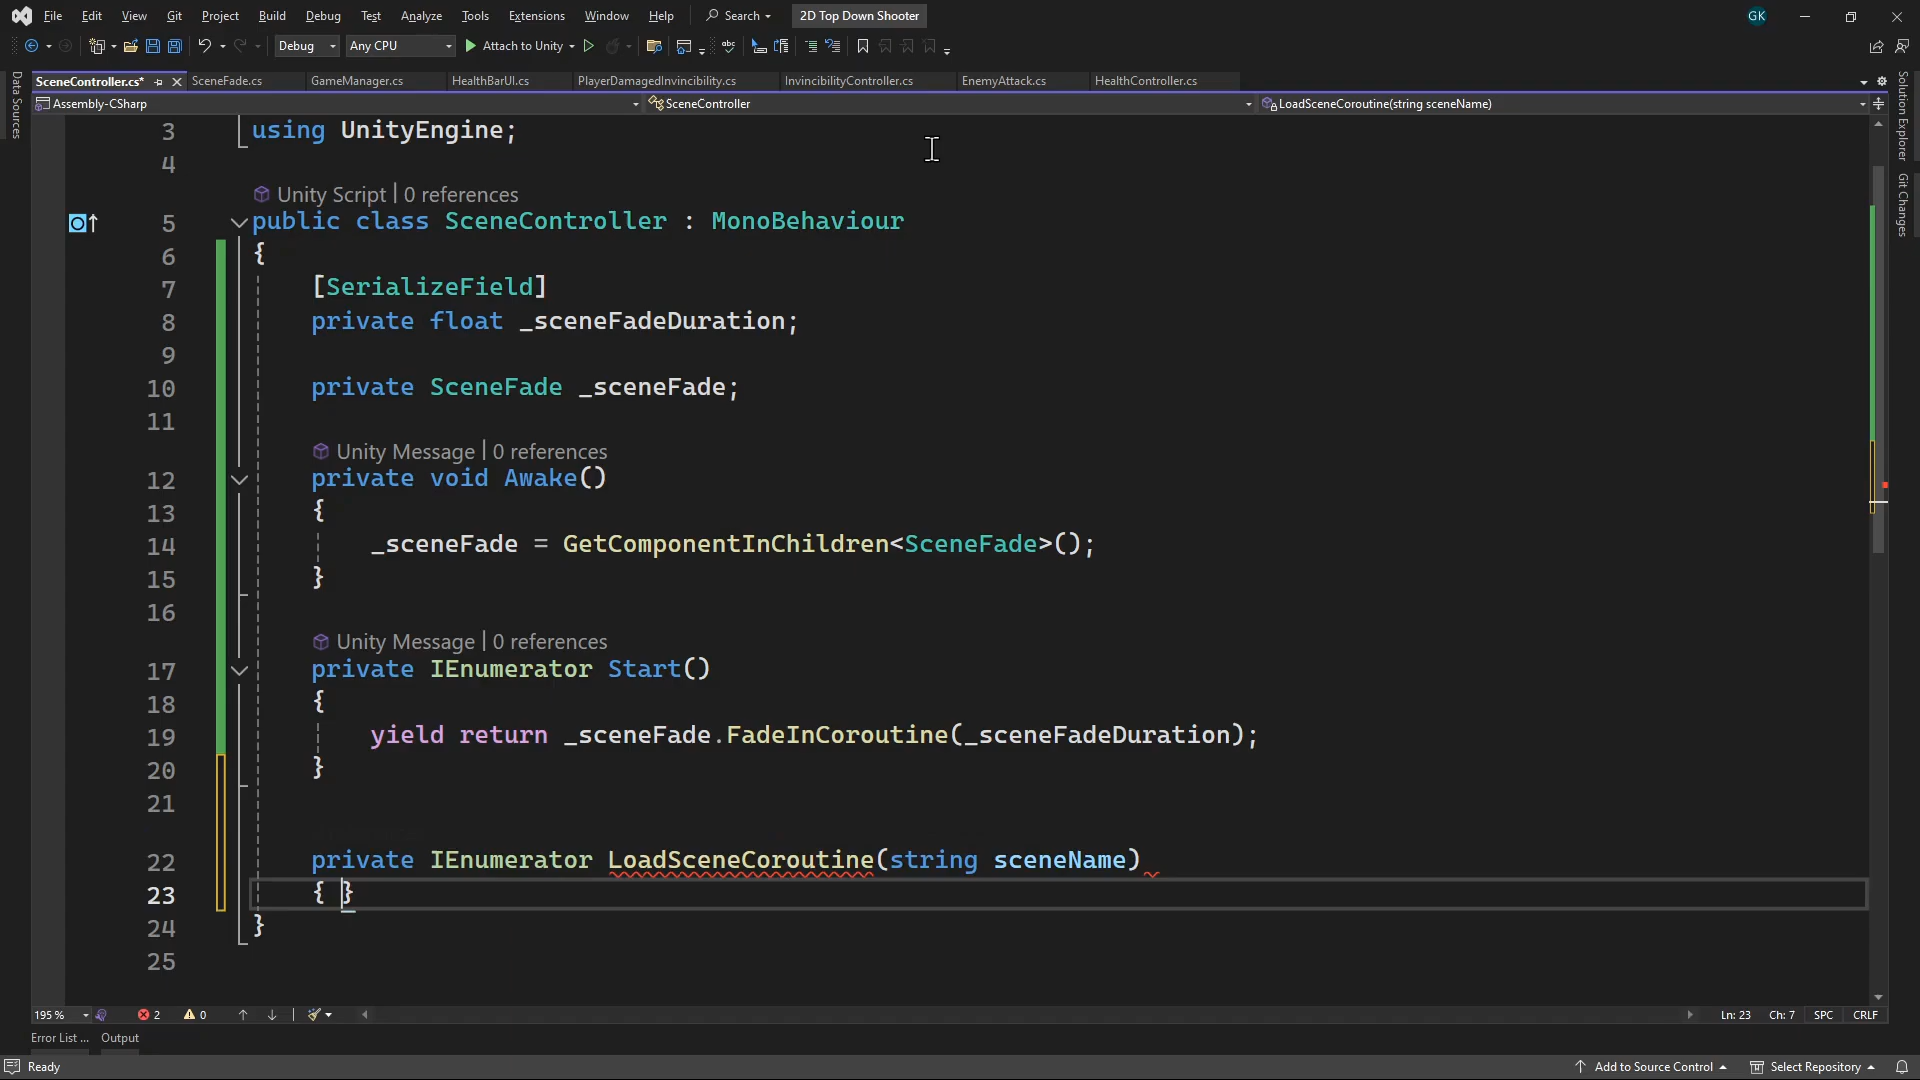 File Edit View Git Project Build Debug Test Analyze Tools Extensions Window Help Search 2D Top Down Shooter GK
Debug Any CPU Attach to Unity
SceneController.cs* SceneFade.cs GameManager.cs HealthBarUI.cs PlayerDamagedInvincibility.cs InvincibilityController.cs EnemyAttack.cs HealthController.cs
Assembly-CSharp SceneController LoadSceneCoroutine(string sceneName)
Data Sources
Solution Explorer
Git Changes
3 using UnityEngine;
4
Unity Script | 0 references
5 public class SceneController : MonoBehaviour
6 {
7 [SerializeField]
8 private float _sceneFadeDuration;
9
10 private SceneFade _sceneFade;
11
Unity Message | 0 references
12 private void Awake()
13 {
14 _sceneFade = GetComponentInChildren<SceneFade>();
15 }
16
Unity Message | 0 references
17 private IEnumerator Start()
18 {
19 yield return _sceneFade.FadeInCoroutine(_sceneFadeDuration);
20 }
21
22 private IEnumerator LoadSceneCoroutine(string sceneName)
23 { }
24 }
25
195 % 2 0 Ln: 23 Ch: 7 SPC CRLF
Error List ... Output
Ready Add to Source Control Select Repository